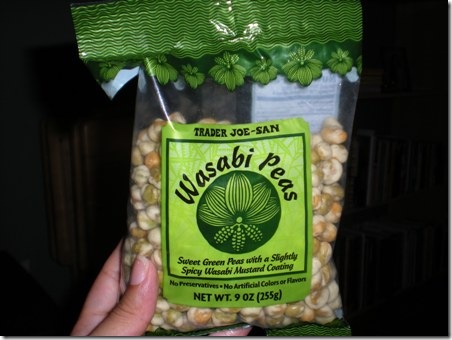 TRADER JOE-SAN
Wasabi Peas
Sweet Green Peas with a Slightly
Spicy Wasabi Mustard Coating
No Preservatives • No Artificial Colors or Flavors
NET WT. 9 OZ (255g)